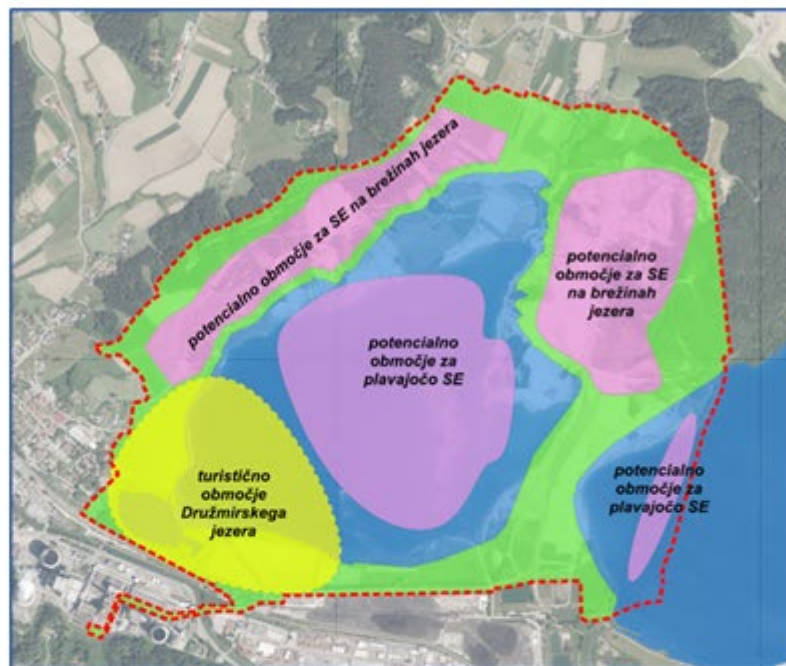 potencialno območje za SE na brežinah jezera
potencialno
območje za SE
na brežinah
jezera
potencialno
območje za
plavajočo SE
turistično
območje
Družmirskega
jezera
potencialno
območje za
plavajočo SE